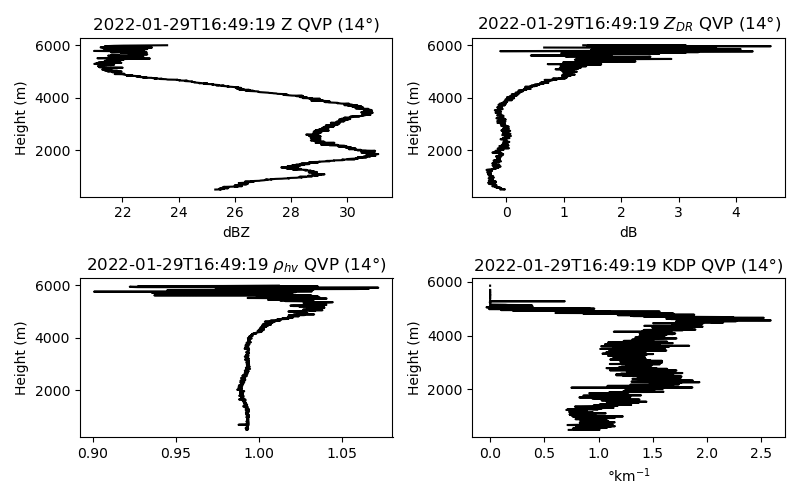 2022-01-29T16:49:19 Z QVP (14°)
6000
4000
2000
Height (m)
22 24 26 28 30
dBZ
2022-01-29T16:49:19 Z_DR QVP (14°)
6000
4000
2000
Height (m)
0 1 2 3 4
dB
2022-01-29T16:49:19 ρ_hv QVP (14°)
6000
4000
2000
Height (m)
0.90 0.95 1.00 1.05
2022-01-29T16:49:19 KDP QVP (14°)
6000
4000
2000
Height (m)
0.0 0.5 1.0 1.5 2.0 2.5
°km⁻¹